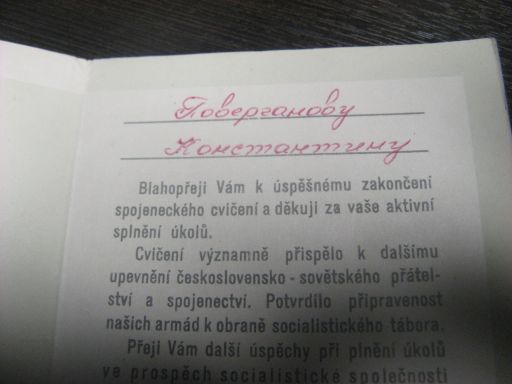 Поверганову
Константину
Blahopřeji Vám k úspěšnému zakončení
spojeneckého cvičení a děkuji za vaše aktivní
splnění úkolů.
Cvičení významně přispělo k dalšímu
upevnění československo - sovětského přátel-
ství a spojenectví. Potvrdilo připravenost
našich armád k obraně socialistického tábora.
Přeji Vám další úspěchy při plnění úkolů
ve prospěch socialistické společnosti